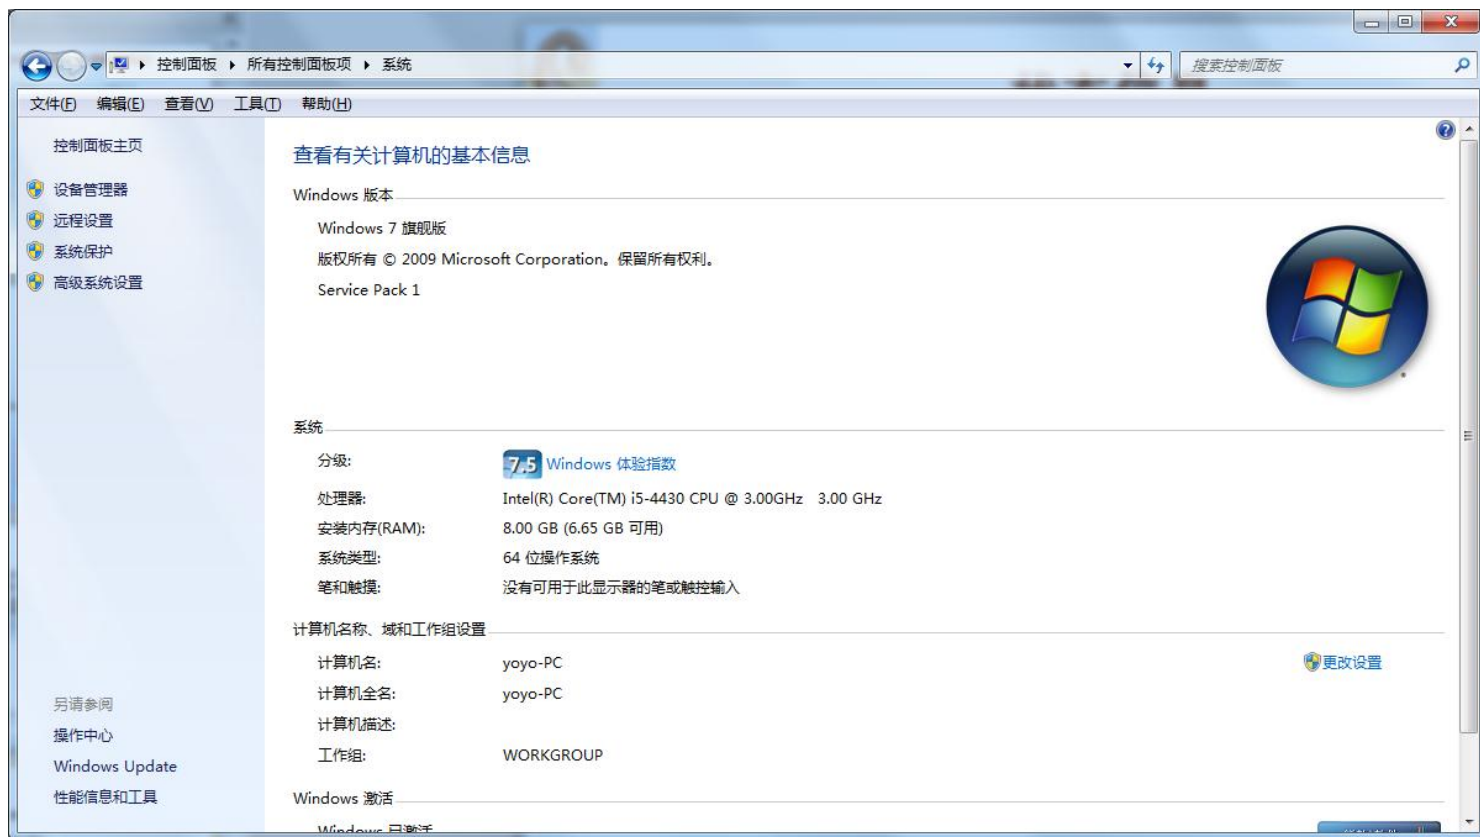 控制面板 ▸ 所有控制面板项 ▸ 系统
搜索控制面板
文件(F) 编辑(E) 查看(V) 工具(T) 帮助(H)
控制面板主页
设备管理器
远程设置
系统保护
高级系统设置
另请参阅
操作中心
Windows Update
性能信息和工具
查看有关计算机的基本信息
Windows 版本
Windows 7 旗舰版
版权所有 © 2009 Microsoft Corporation。保留所有权利。
Service Pack 1
系统
分级: 7.5 Windows 体验指数
处理器: Intel(R) Core(TM) i5-4430 CPU @ 3.00GHz 3.00 GHz
安装内存(RAM): 8.00 GB (6.65 GB 可用)
系统类型: 64 位操作系统
笔和触摸: 没有可用于此显示器的笔或触控输入
计算机名称、域和工作组设置
计算机名: yoyo-PC 更改设置
计算机全名: yoyo-PC
计算机描述:
工作组: WORKGROUP
Windows 激活
Windows 已激活